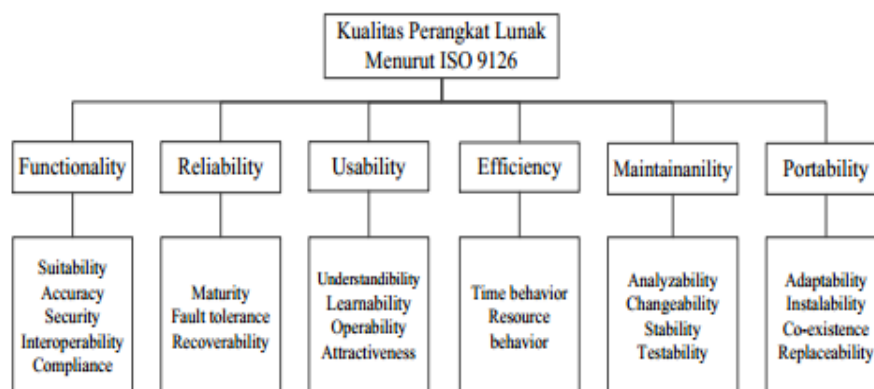 Kualitas Perangkat Lunak
Menurut ISO 9126
Functionality
Reliability
Usability
Efficiency
Maintainanility
Portability
Suitability
Accuracy
Security
Interoperability
Compliance
Maturity
Fault tolerance
Recoverability
Understandibility
Learnability
Operability
Attractiveness
Time behavior
Resource
behavior
Analyzability
Changeability
Stability
Testability
Adaptability
Instalability
Co-existence
Replaceability